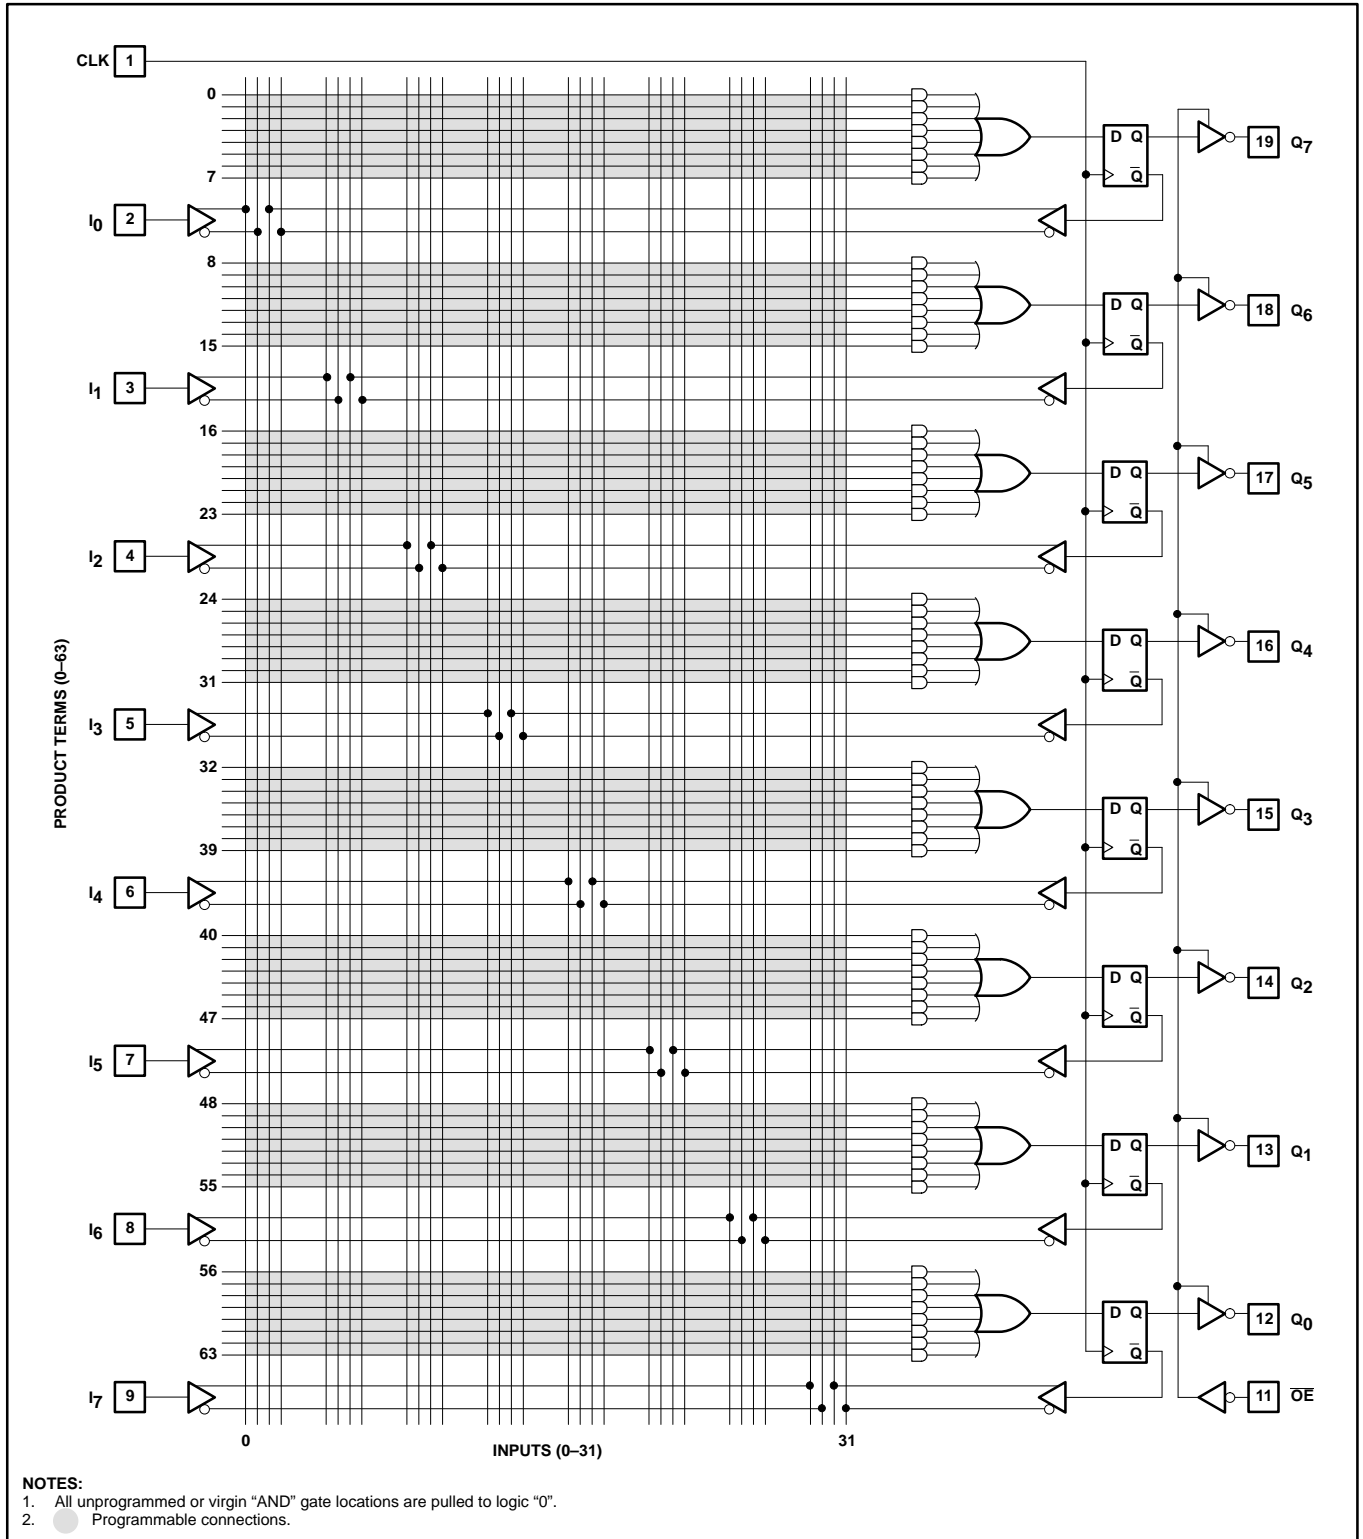 CLK 1
0
D Q
19 Q7
7
Q̅
I0 2
8
D Q
18 Q6
15
Q̅
I1 3
16
D Q
17 Q5
23
Q̅
I2 4
24
D Q
16 Q4
31
Q̅
I3 5
PRODUCT TERMS (0–63)
32
D Q
15 Q3
39
Q̅
I4 6
40
D Q
14 Q2
47
Q̅
I5 7
48
D Q
13 Q1
55
Q̅
I6 8
56
D Q
12 Q0
63
Q̅
I7 9
11 O̅E̅
0
INPUTS (0–31)
31
NOTES:
1. All unprogrammed or virgin “AND” gate locations are pulled to logic “0”.
2. Programmable connections.